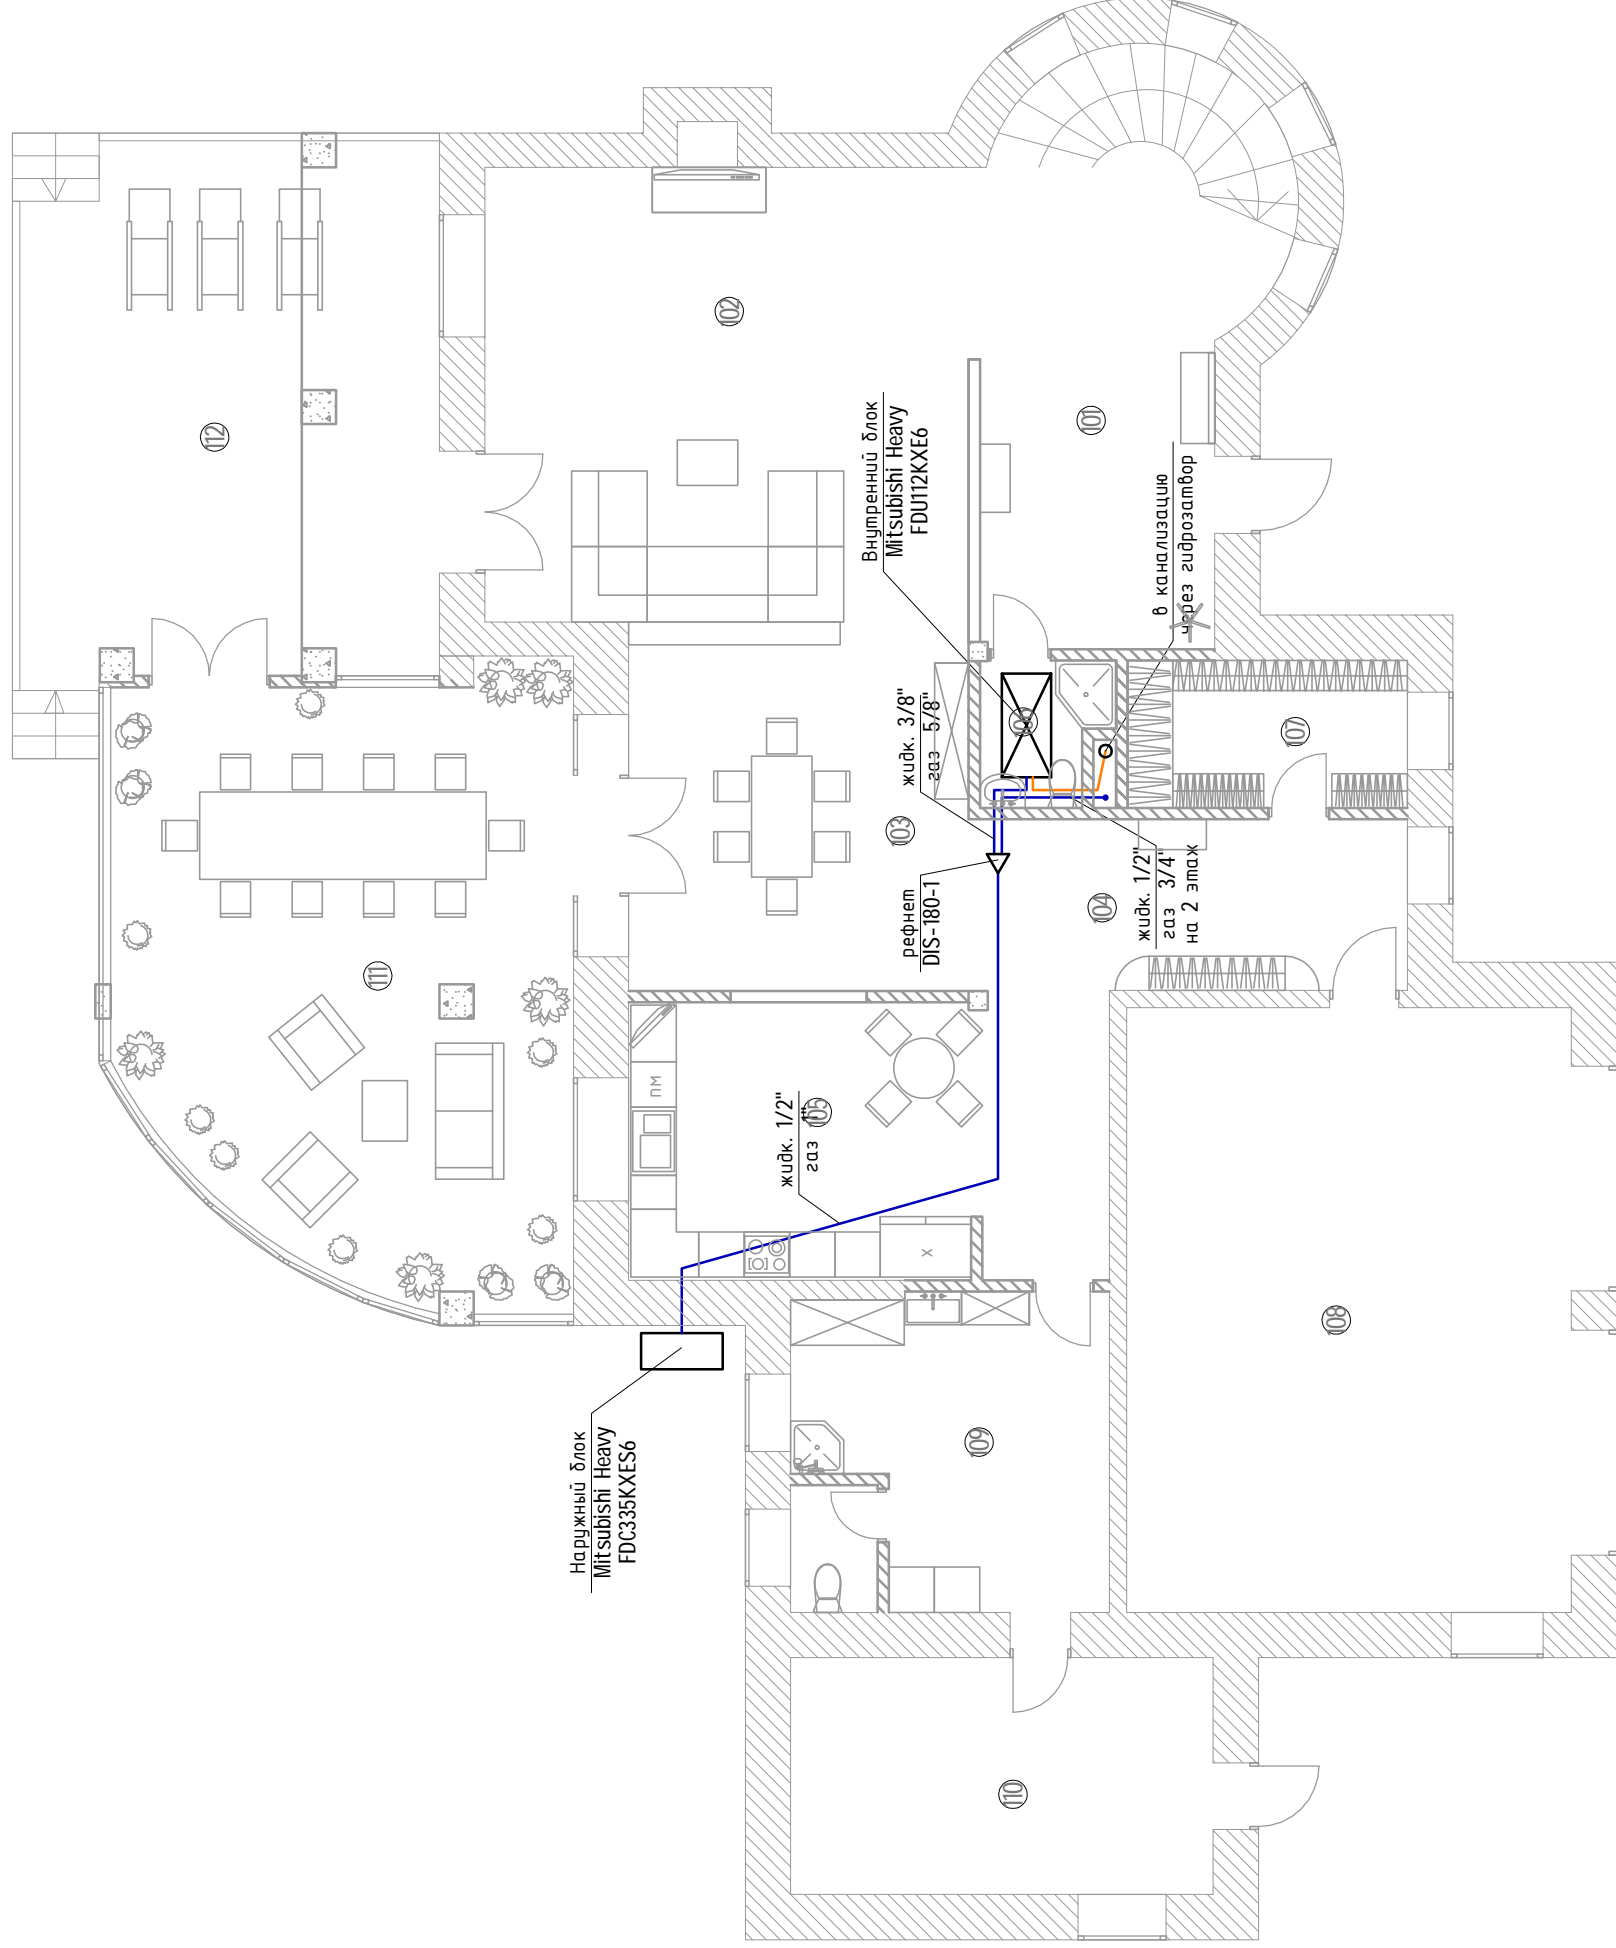 112
102
101
Внутренний блок
Mitsubishi Heavy
FDU112KXE6
в канализацию
через гидрозатвор
жидк. 3/8"
газ 5/8"
106
107
103
111
рефнет
DIS-180-1
104
жидк. 1/2"
газ 3/4"
на 2 этаж
ПМ
жидк. 1/2"
газ 1"
105
X
108
109
Наружный блок
Mitsubishi Heavy
FDC335KXES6
110